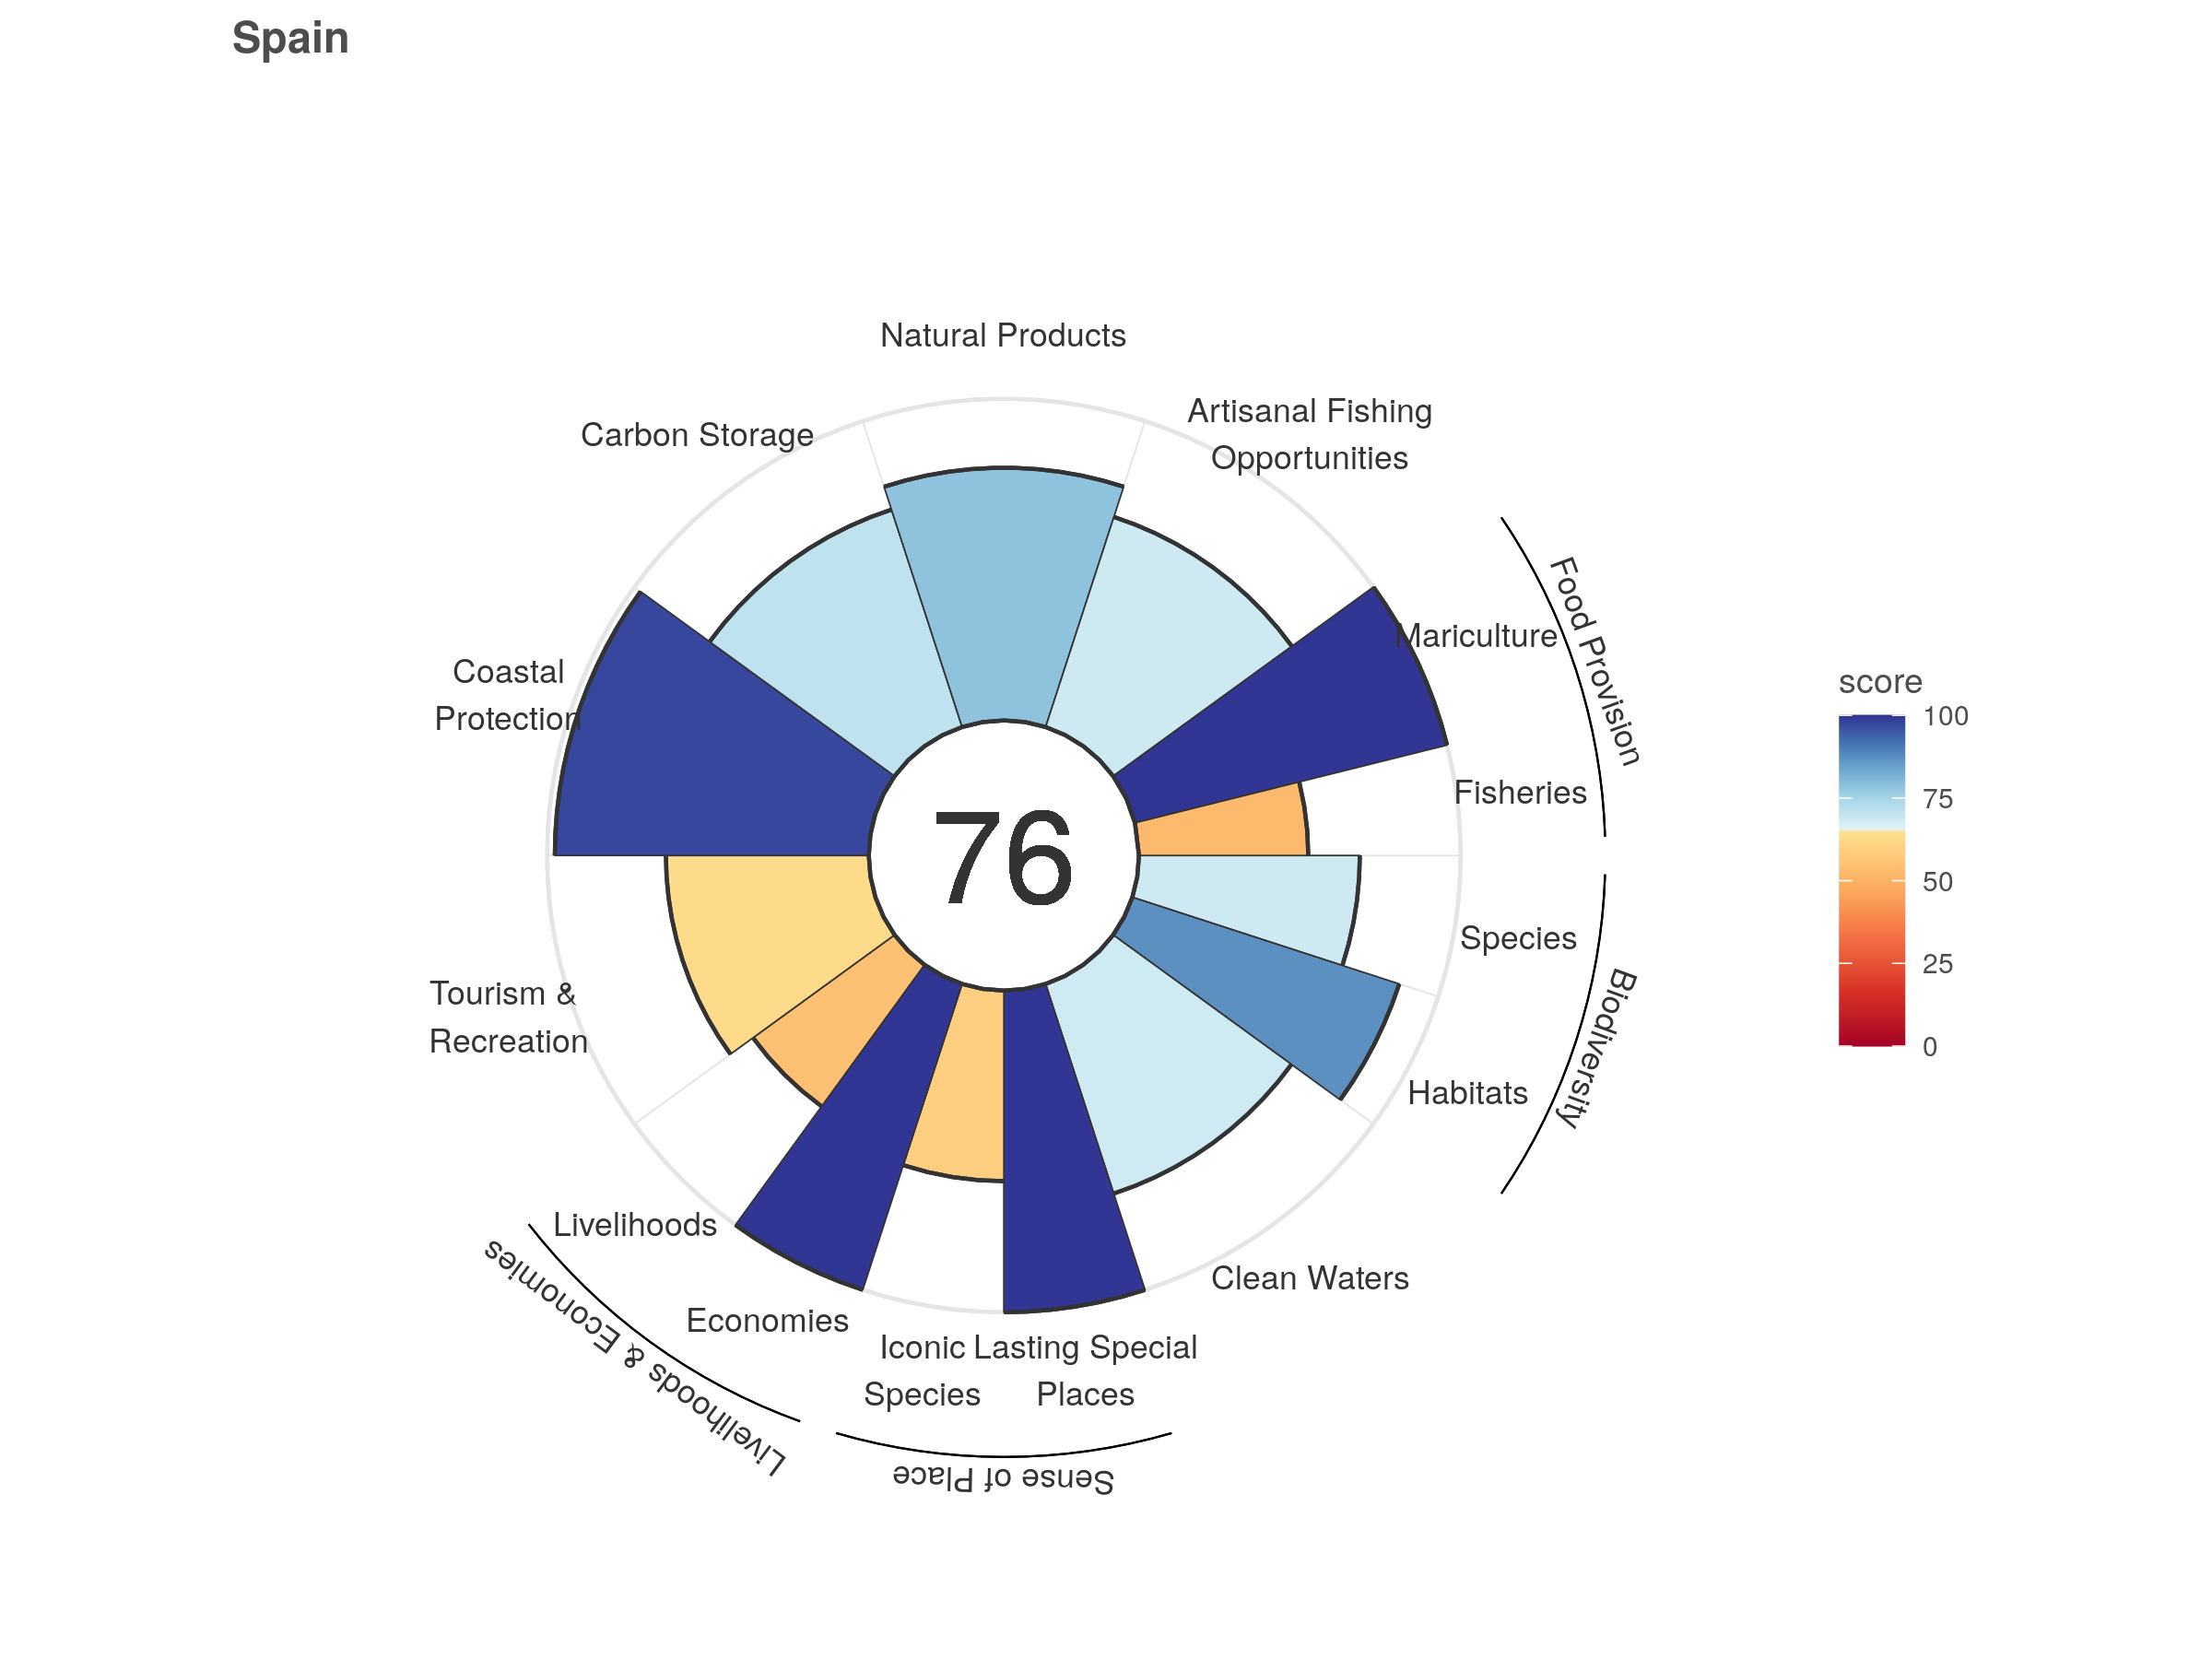 Spain
Natural Products
Artisanal Fishing
Opportunities
Carbon Storage
Mariculture
Food Provision
Coastal
Protection
Fisheries
76
Species
Biodiversity
Tourism &
Recreation
Habitats
Livelihoods
Livelihoods & Economies
Clean Waters
Economies
Iconic
Species
Lasting Special
Places
Sense of Place
score
100
75
50
25
0